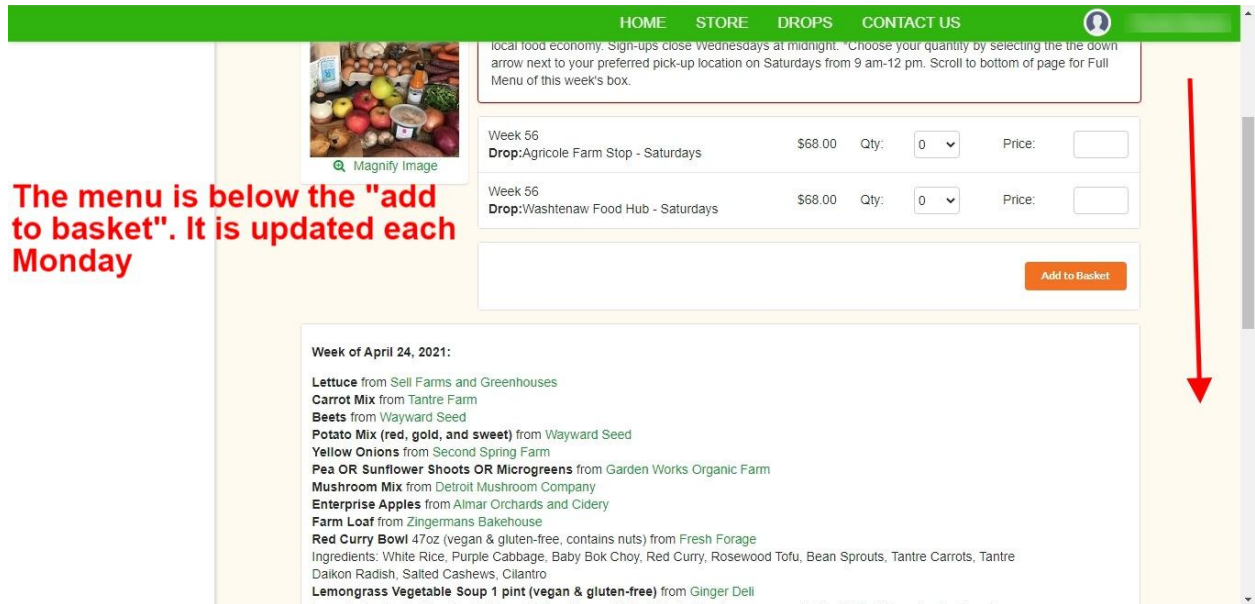 HOME STORE DROPS CONTACT US
local food economy. Sign-ups close Wednesdays at midnight. *Choose your quantity by selecting the the down
arrow next to your preferred pick-up location on Saturdays from 9 am-12 pm. Scroll to bottom of page for Full
Menu of this week's box.
Magnify Image
Week 56
Drop:Agricole Farm Stop - Saturdays
$68.00 Qty: 0 Price:
Week 56
Drop:Washtenaw Food Hub - Saturdays
$68.00 Qty: 0 Price:
The menu is below the "add
to basket". It is updated each
Monday
Add to Basket
Week of April 24, 2021:
Lettuce from Sell Farms and Greenhouses
Carrot Mix from Tantre Farm
Beets from Wayward Seed
Potato Mix (red, gold, and sweet) from Wayward Seed
Yellow Onions from Second Spring Farm
Pea OR Sunflower Shoots OR Microgreens from Garden Works Organic Farm
Mushroom Mix from Detroit Mushroom Company
Enterprise Apples from Almar Orchards and Cidery
Farm Loaf from Zingermans Bakehouse
Red Curry Bowl 47oz (vegan & gluten-free, contains nuts) from Fresh Forage
Ingredients: White Rice, Purple Cabbage, Baby Bok Choy, Red Curry, Rosewood Tofu, Bean Sprouts, Tantre Carrots, Tantre
Daikon Radish, Salted Cashews, Cilantro
Lemongrass Vegetable Soup 1 pint (vegan & gluten-free) from Ginger Deli